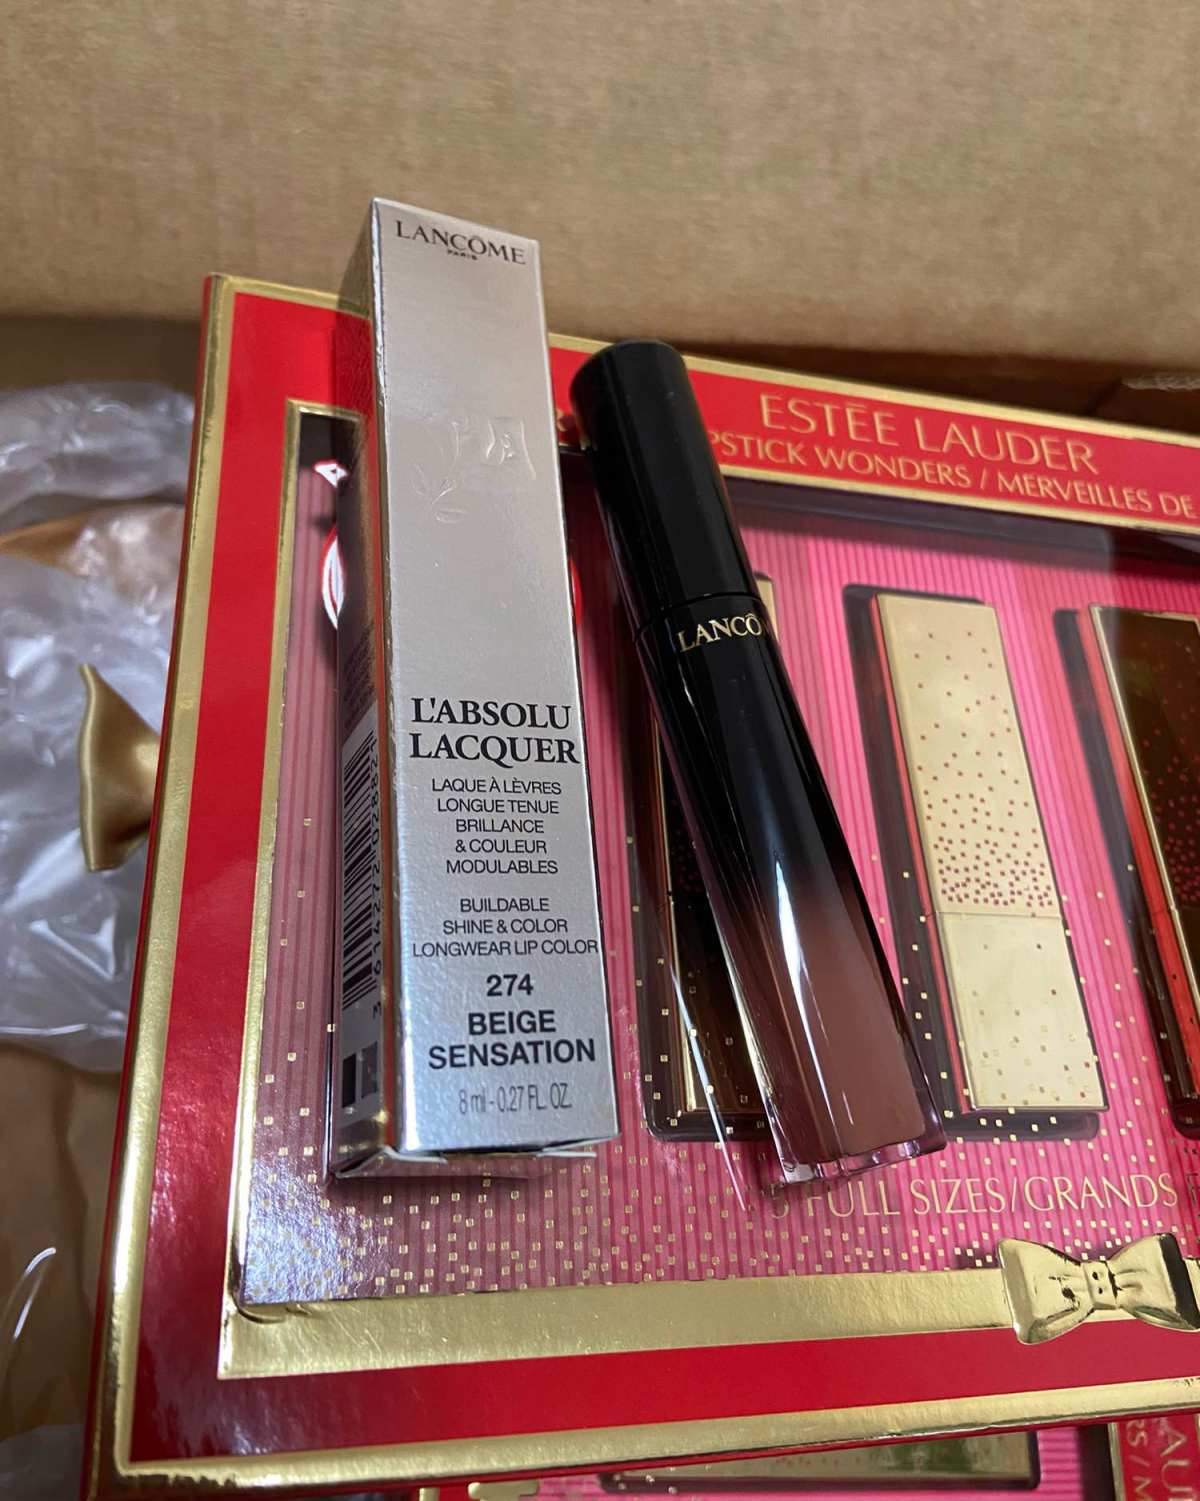 LANCÔME
PARIS
L'ABSOLU
LACQUER
LAQUE À LÈVRES
LONGUE TENUE
BRILLANCE
& COULEUR
MODULABLES
BUILDABLE
SHINE & COLOR
LONGWEAR LIP COLOR
274
BEIGE
SENSATION
8 ml - 0.27 FL. OZ.
LANCÔ
ESTĒE LAUDER
PSTICK WONDERS / MERVEILLES DE
FULL SIZES/GRANDS